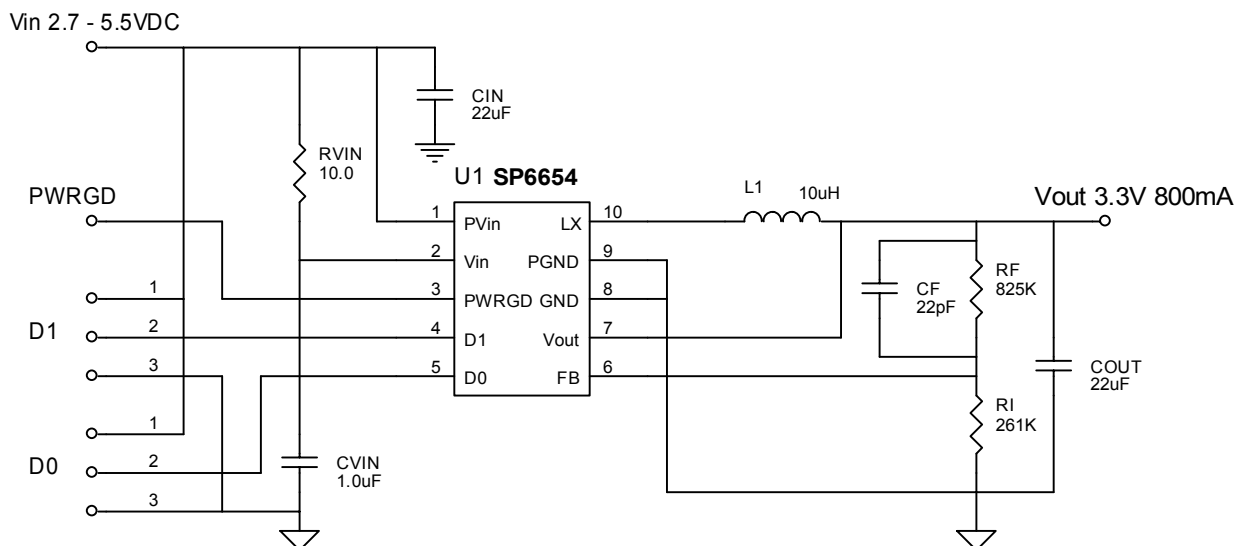 Vin 2.7 - 5.5VDC
CIN
22uF
RVIN
10.0
U1 SP6654
L1
10uH
Vout 3.3V 800mA
PWRGD
1
PVin
LX
10
2
Vin
PGND
9
3
PWRGD
GND
8
4
D1
Vout
7
5
D0
FB
6
CF
22pF
RF
825K
1
D1
2
3
COUT
22uF
RI
261K
1
D0
2
3
CVIN
1.0uF